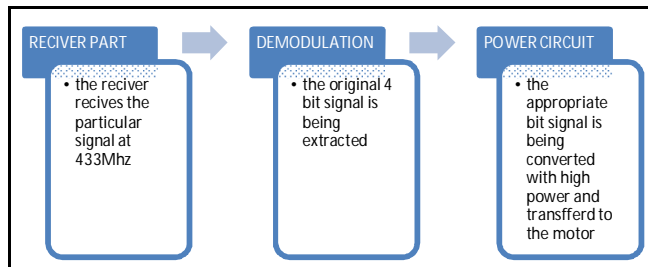 RECIVER PART
• the reciver
recives the
particular
signal at
433Mhz
DEMODULATION
• the original 4
bit signal is
being
extracted
POWER CIRCUIT
• the
appropriate
bit signal is
being
converted
with high
power and
transfferd to
the motor